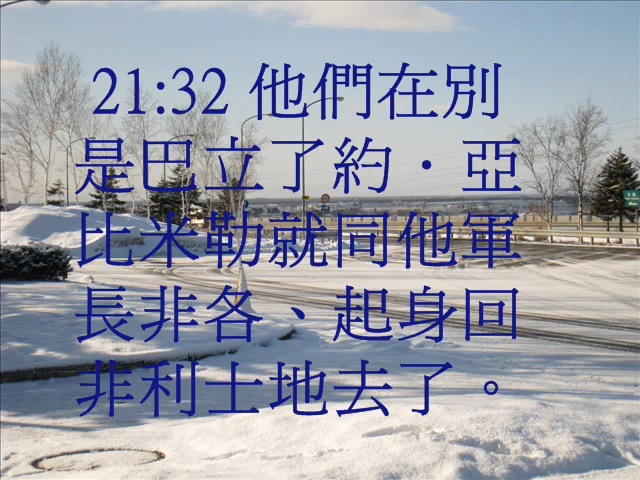 21:32 他們在別
是巴立了約．亞
比米勒就同他軍
長非各、起身回
非利士地去了。